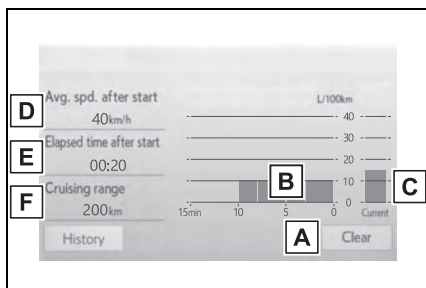 Avg. spd. after start
D
40km/h
Elapsed time after start
E
00:20
Cruising range
F
200km
History
L/100km
40
30
20
10
0
B
C
15min 10 5 0 Current
A
Clear